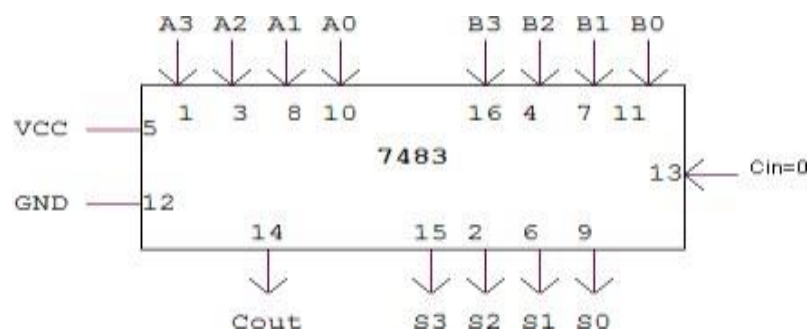 A3 A2 A1 A0 B3 B2 B1 B0
1 3 8 10 16 4 7 11
VCC 5
7483
13 Cin=0
GND 12
14 15 2 6 9
Cout S3 S2 S1 S0